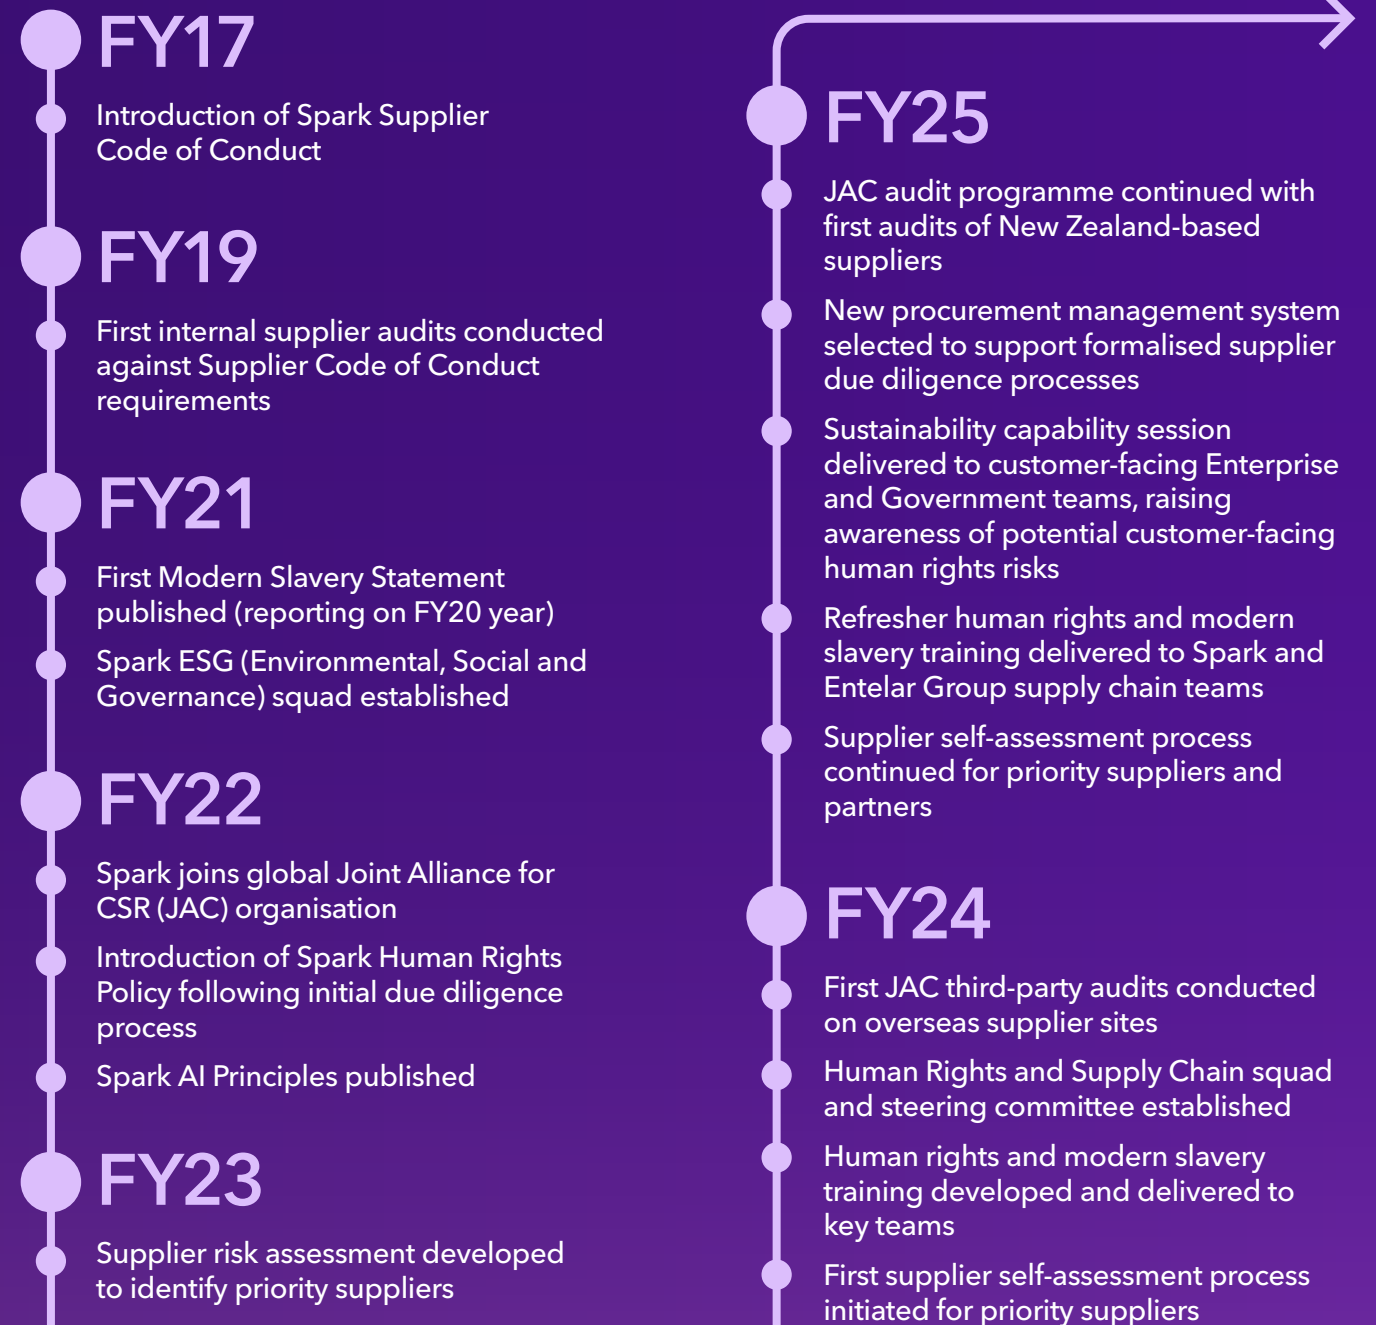 FY17
Introduction of Spark Supplier
Code of Conduct
FY19
First internal supplier audits conducted
against Supplier Code of Conduct
requirements
FY21
First Modern Slavery Statement
published (reporting on FY20 year)
Spark ESG (Environmental, Social and
Governance) squad established
FY22
Spark joins global Joint Alliance for
CSR (JAC) organisation
Introduction of Spark Human Rights
Policy following initial due diligence
process
Spark AI Principles published
FY23
Supplier risk assessment developed
to identify priority suppliers
FY25
JAC audit programme continued with
first audits of New Zealand-based
suppliers
New procurement management system
selected to support formalised supplier
due diligence processes
Sustainability capability session
delivered to customer-facing Enterprise
and Government teams, raising
awareness of potential customer-facing
human rights risks
Refresher human rights and modern
slavery training delivered to Spark and
Entelar Group supply chain teams
Supplier self-assessment process
continued for priority suppliers and
partners
FY24
First JAC third-party audits conducted
on overseas supplier sites
Human Rights and Supply Chain squad
and steering committee established
Human rights and modern slavery
training developed and delivered to
key teams
First supplier self-assessment process
initiated for priority suppliers